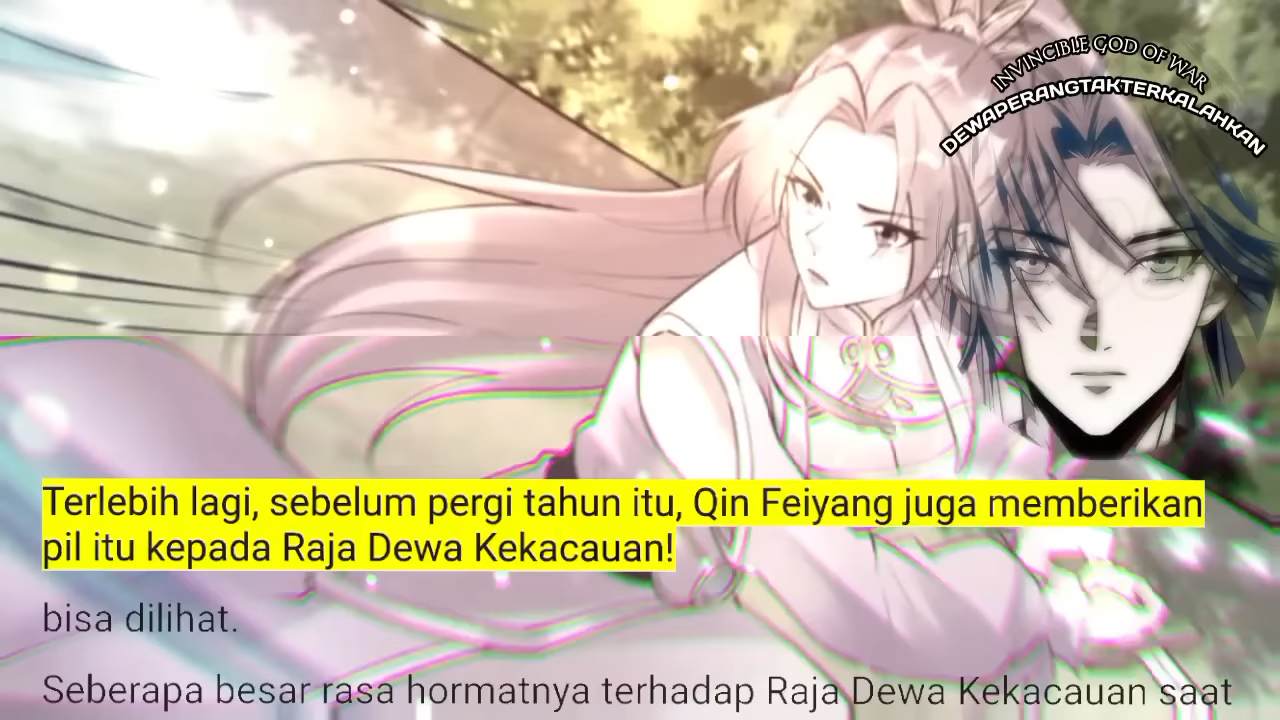 INVINCIBLE GOD OF WAR
DEWAPERANGTAKTERKALAHKAN
Terlebih lagi, sebelum pergi tahun itu, Qin Feiyang juga memberikan
pil itu kepada Raja Dewa Kekacauan!
bisa dilihat.
Seberapa besar rasa hormatnya terhadap Raja Dewa Kekacauan saat